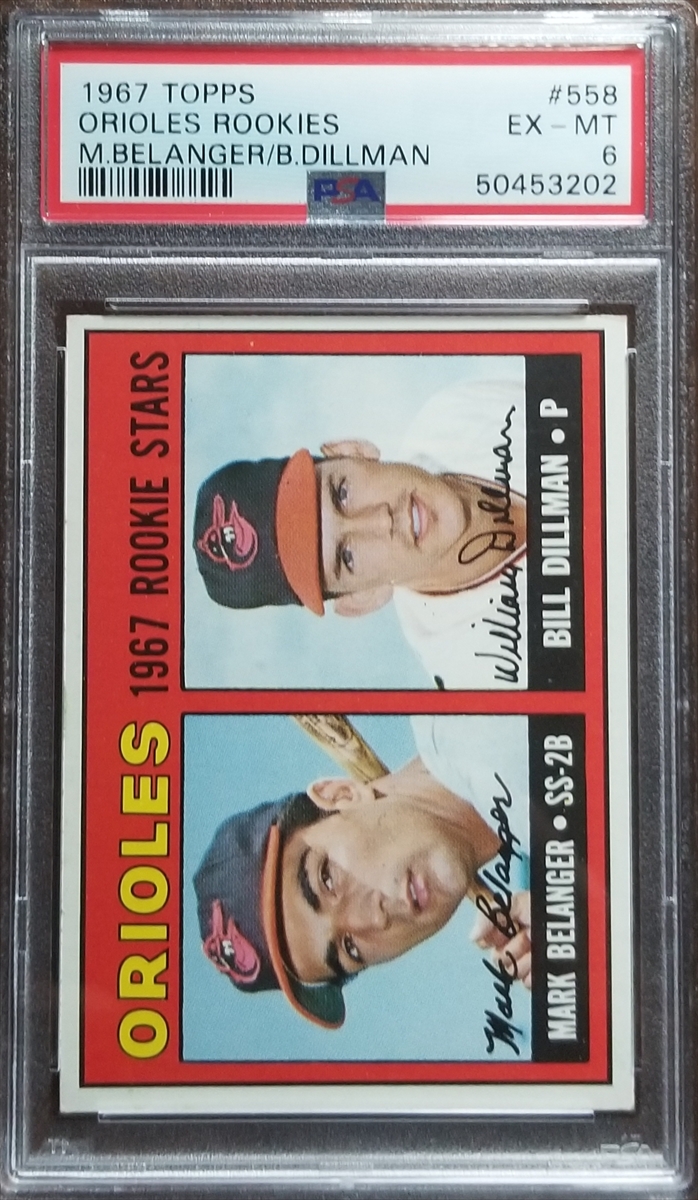 1967 TOPPS #558
ORIOLES ROOKIES EX - MT
M.BELANGER/B.DILLMAN 6
PSA 50453202
ORIOLES 1967 ROOKIE STARS
Mark Belanger
MARK BELANGER • SS-2B
William Dillman
BILL DILLMAN • P